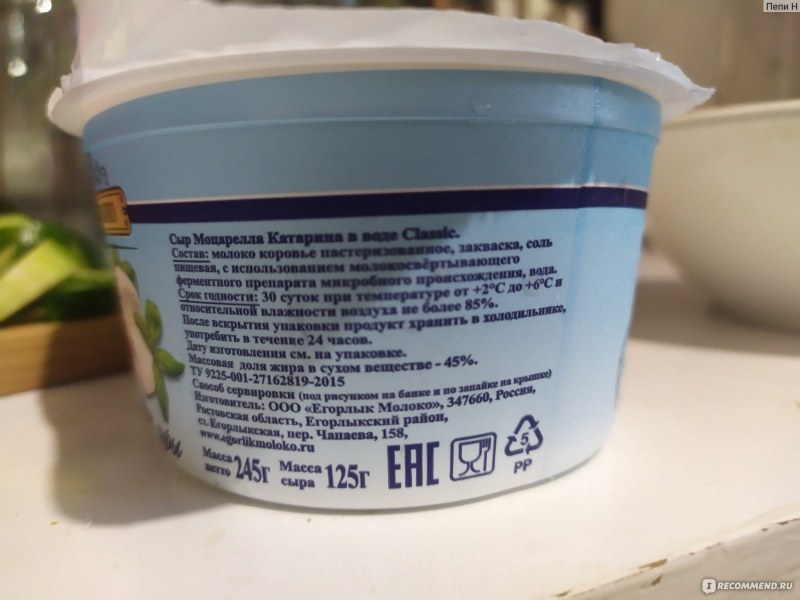 Пепи Н
Сыр Моцарелла Катарина в воде Classic.
Состав: молоко коровье пастеризованное, закваска, соль
пищевая, с использованием молокосвёртывающего
ферментного препарата микробного происхождения, вода.
Срок годности: 30 суток при температуре от +2°С до +6°С и
относительной влажности воздуха не более 85%.
После вскрытия упаковки продукт хранить в холодильнике,
употребить в течение 24 часов.
Дату изготовления см. на упаковке.
Массовая доля жира в сухом веществе - 45%.
ТУ 9225-001-27162819-2015
Способ сервировки (под рисунком на банке и по запайке на крышке)
Изготовитель: ООО «Егорлык Молоко», 347660, Россия,
Ростовская область, Егорлыкский район,
ст. Егорлыкская, пер. Чапаева, 158,
www.egorlikmoloko.ru
Масса нетто 245г Масса сыра 125г EAC 5 PP
IRECOMMEND.RU